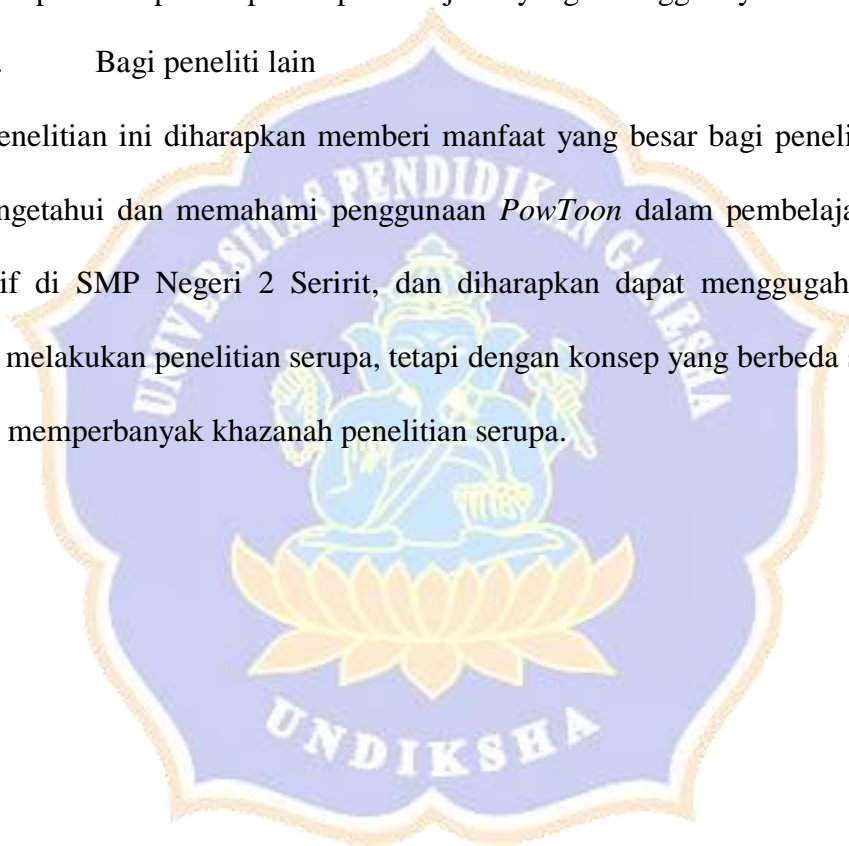 . Bagi peneliti lain
enelitian ini diharapkan memberi manfaat yang besar bagi peneli
ngetahui dan memahami penggunaan PowToon dalam pembelaja
if di SMP Negeri 2 Seririt, dan diharapkan dapat menggugah
melakukan penelitian serupa, tetapi dengan konsep yang berbeda
memperbanyak khazanah penelitian serupa.
UNIVERSITAS PENDIDIKAN GANESHA
UNDIKSHA